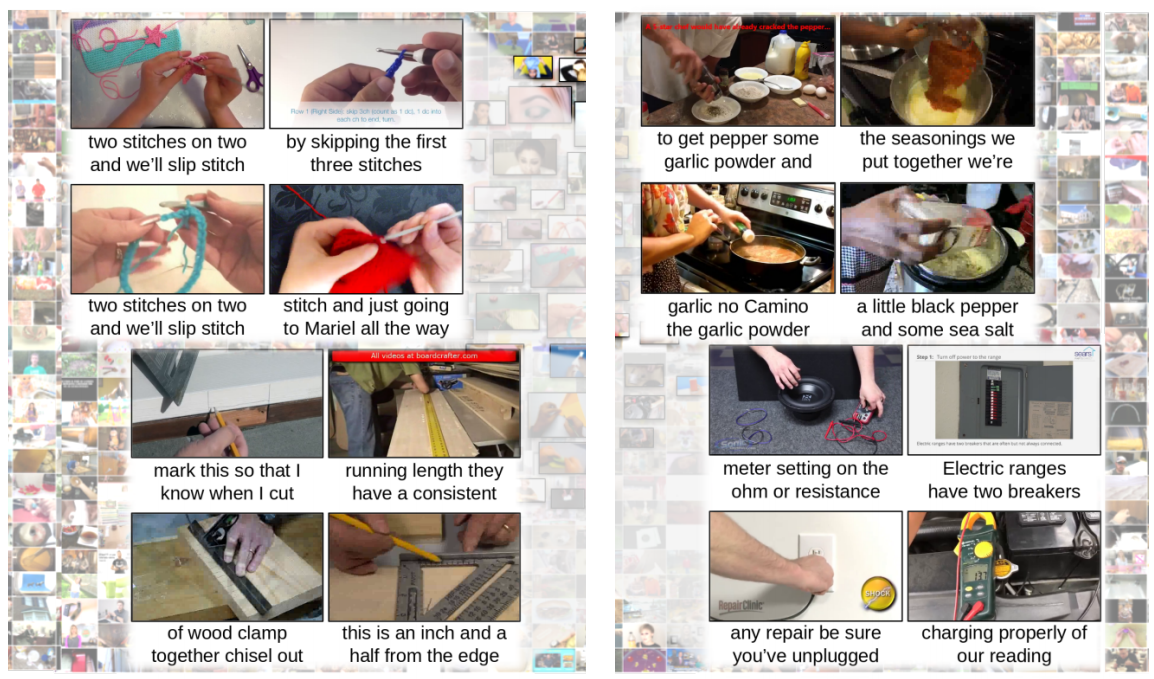 two stitches on two
and we'll slip stitch
Row 1 (Right Side), skip 3ch (count as 1 dc), 1 dc into
each ch to end, turn.
by skipping the first
three stitches
two stitches on two
and we'll slip stitch
stitch and just going
to Mariel all the way
mark this so that I
know when I cut
All videos at boardcrafter.com
running length they
have a consistent
of wood clamp
together chisel out
this is an inch and a
half from the edge
already cracked the pepper...
to get pepper some
garlic powder and
the seasonings we
put together we're
garlic no Camino
the garlic powder
a little black pepper
and some sea salt
meter setting on the
ohm or resistance
Step 1: Turn off power to the range
Electric ranges have two breakers that are often but not always connected.
Electric ranges
have two breakers
RepairClinic
SHOCK
any repair be sure
you've unplugged
charging properly of
our reading